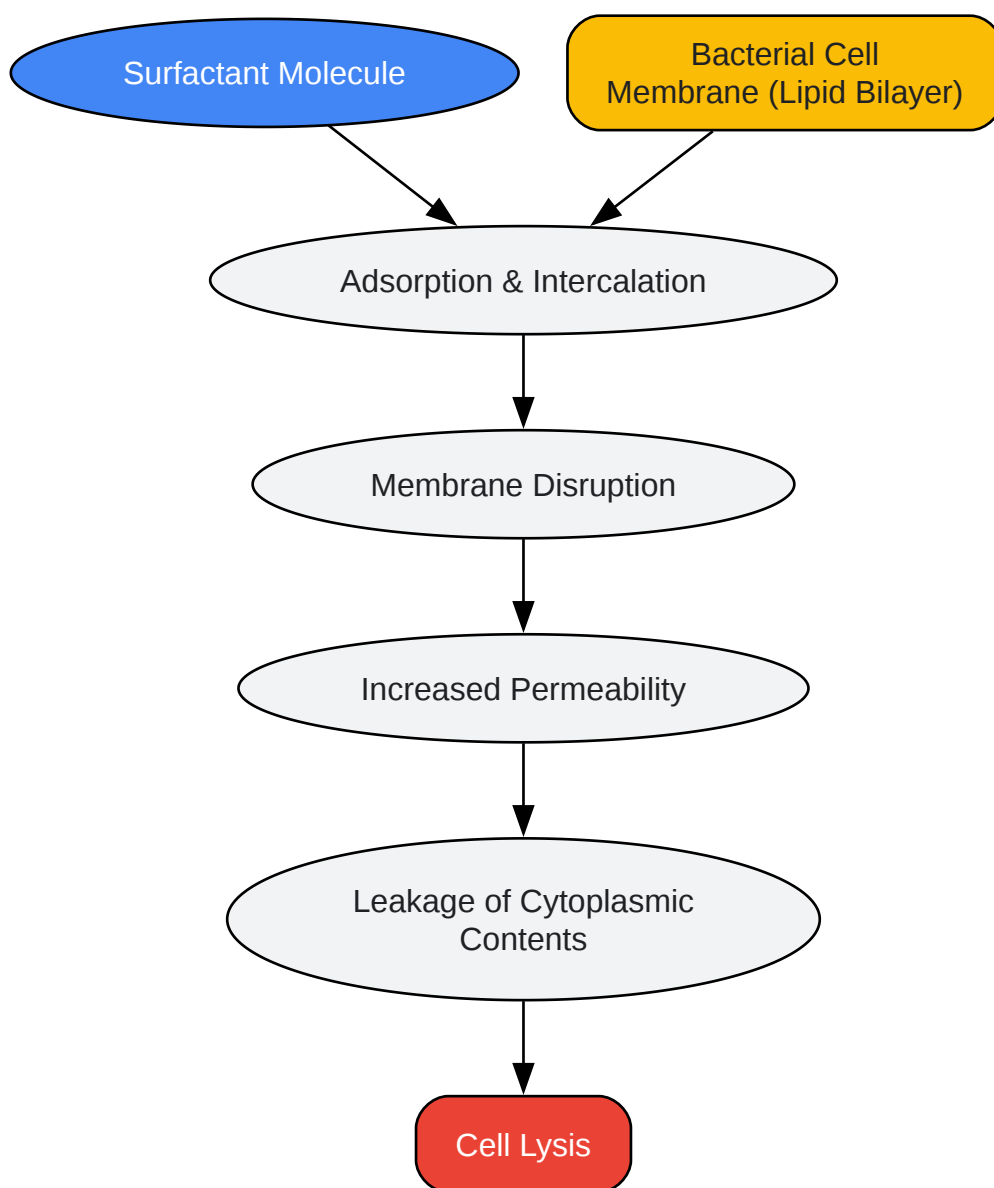 Surfactant Molecule
Bacterial Cell
Membrane (Lipid Bilayer)
Adsorption & Intercalation
Membrane Disruption
Increased Permeability
Leakage of Cytoplasmic
Contents
Cell Lysis